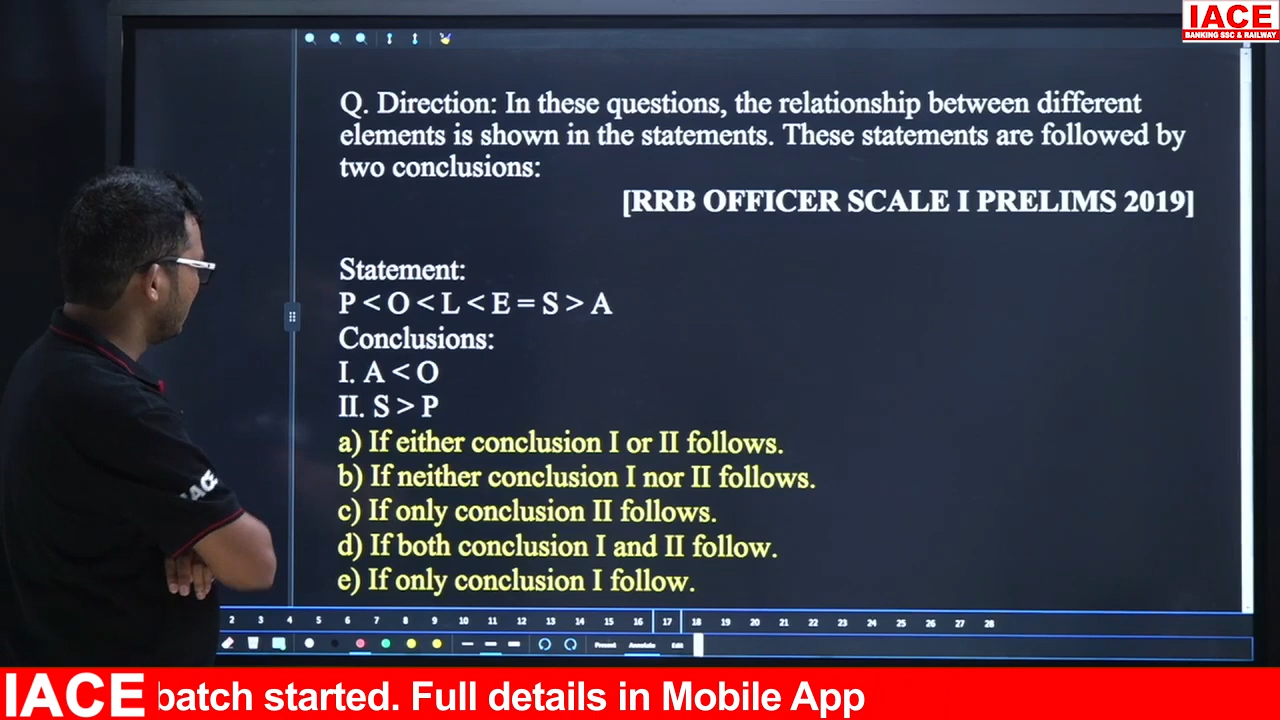 IACE
BANKING SSC & RAILWAY
Q. Direction: In these questions, the relationship between different
elements is shown in the statements. These statements are followed by
two conclusions:
[RRB OFFICER SCALE I PRELIMS 2019]
Statement:
P < O < L < E = S > A
Conclusions:
I. A < O
II. S > P
a) If either conclusion I or II follows.
b) If neither conclusion I nor II follows.
c) If only conclusion II follows.
d) If both conclusion I and II follow.
e) If only conclusion I follow.
IACE
2 3 4 5 6 7 8 9 10 11 12 13 14 15 16 17 18 19 20 21 22 23 24 25 26 27 28
Present Annotate Edit
IACE batch started. Full details in Mobile App